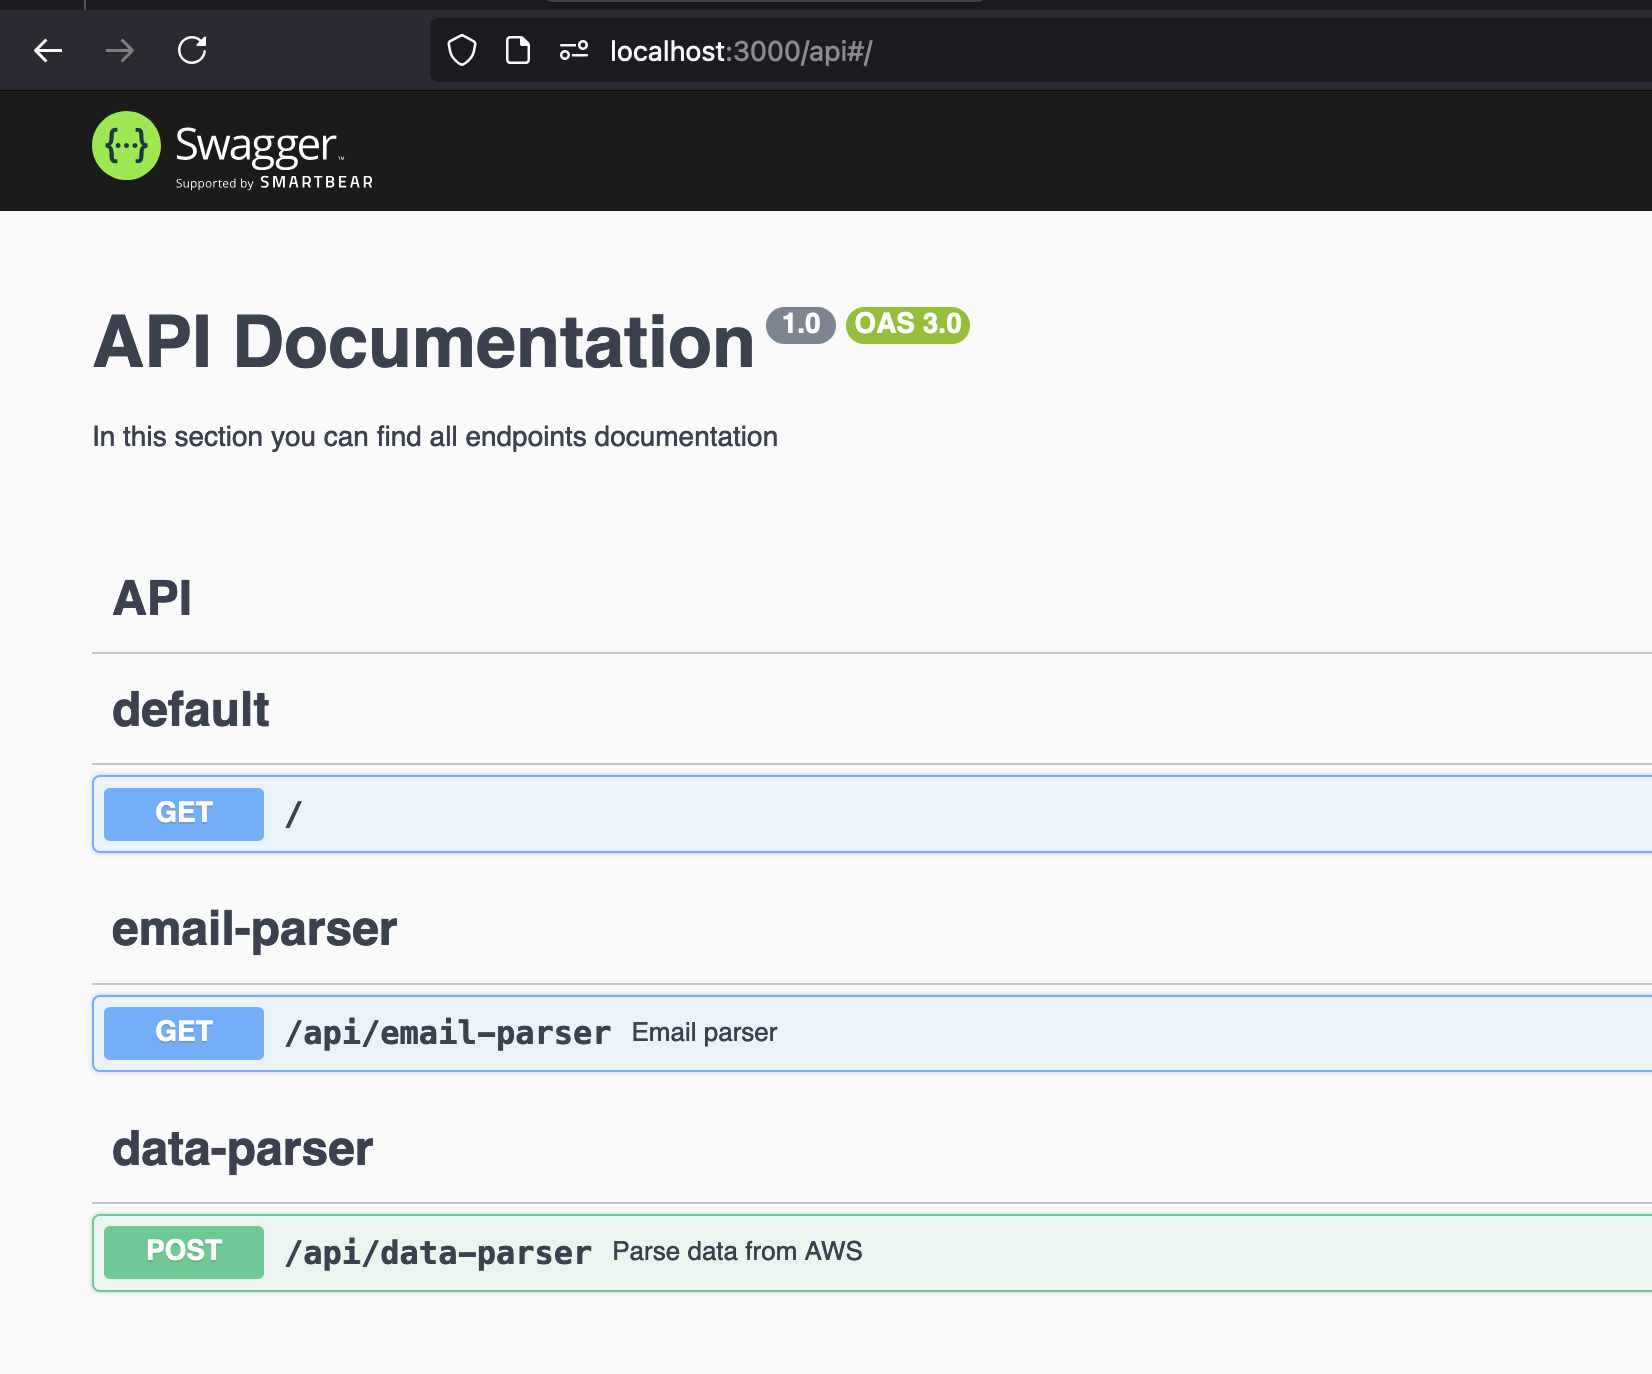 localhost:3000/api#/
{···} Swagger™
Supported by SMARTBEAR
API Documentation 1.0 OAS 3.0
In this section you can find all endpoints documentation
API
default
GET /
email-parser
GET /api/email-parser Email parser
data-parser
POST /api/data-parser Parse data from AWS